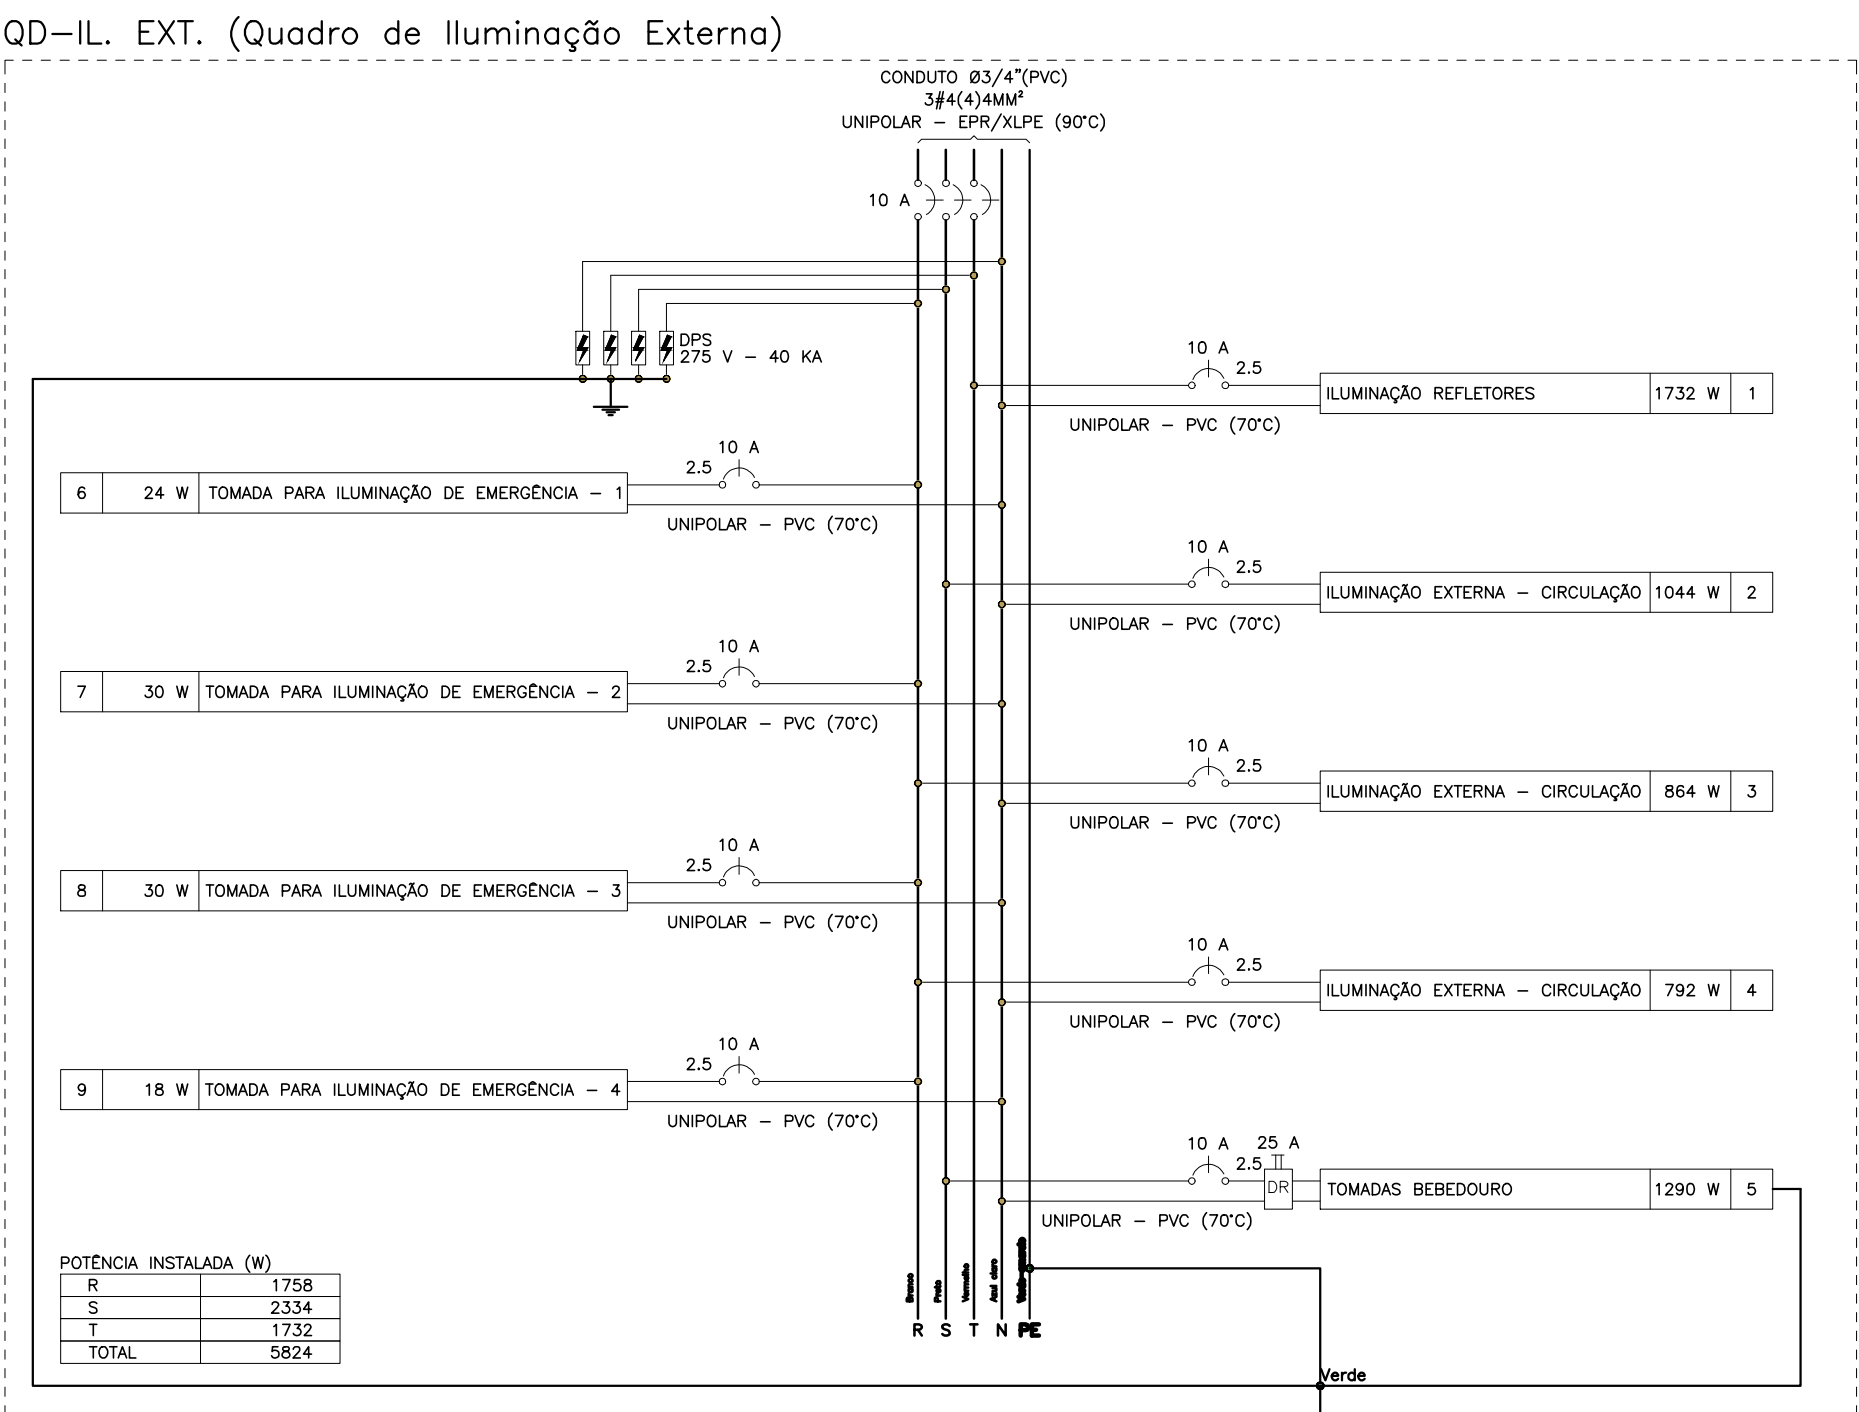 QD-IL. EXT. (Quadro de Iluminação Externa)
CONDUTO Ø3/4"(PVC)
3#4(4)4MM²
UNIPOLAR - EPR/XLPE (90°C)
10 A
DPS
275 V - 40 KA
10 A
2.5
ILUMINAÇÃO REFLETORES 1732 W 1
UNIPOLAR - PVC (70°C)
10 A
2.5
6 24 W TOMADA PARA ILUMINAÇÃO DE EMERGÊNCIA - 1
UNIPOLAR - PVC (70°C)
10 A
2.5
ILUMINAÇÃO EXTERNA - CIRCULAÇÃO 1044 W 2
UNIPOLAR - PVC (70°C)
10 A
2.5
7 30 W TOMADA PARA ILUMINAÇÃO DE EMERGÊNCIA - 2
UNIPOLAR - PVC (70°C)
10 A
2.5
ILUMINAÇÃO EXTERNA - CIRCULAÇÃO 864 W 3
UNIPOLAR - PVC (70°C)
10 A
2.5
8 30 W TOMADA PARA ILUMINAÇÃO DE EMERGÊNCIA - 3
UNIPOLAR - PVC (70°C)
10 A
2.5
ILUMINAÇÃO EXTERNA - CIRCULAÇÃO 792 W 4
UNIPOLAR - PVC (70°C)
10 A
2.5
9 18 W TOMADA PARA ILUMINAÇÃO DE EMERGÊNCIA - 4
UNIPOLAR - PVC (70°C)
10 A 25 A
2.5
DR
TOMADAS BEBEDOURO 1290 W 5
UNIPOLAR - PVC (70°C)
POTÊNCIA INSTALADA (W)
R 1758
S 2334
T 1732
TOTAL 5824
Branco
Preto
Vermelho
Azul claro
R S T N PE
Verde